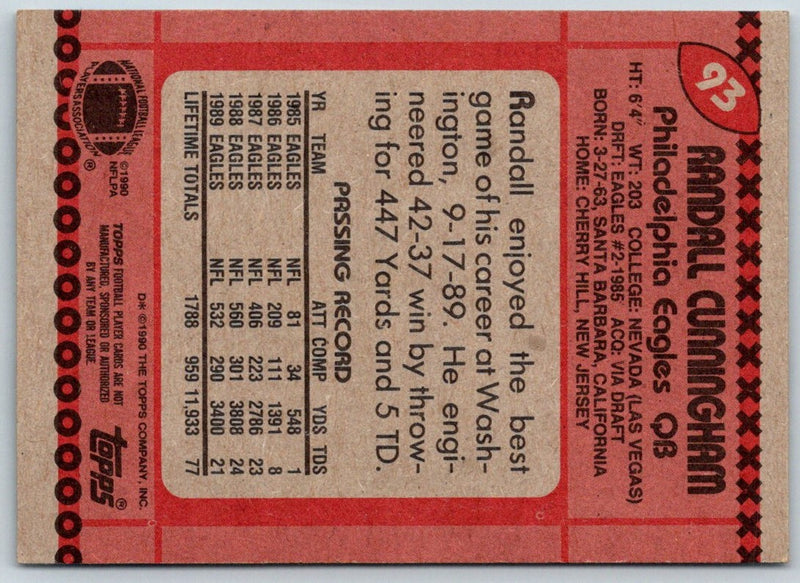 93
RANDALL CUNNINGHAM
Philadelphia Eagles QB
HT: 6'4" WT: 203 COLLEGE: NEVADA (LAS VEGAS)
DRFT: EAGLES #2-1985 ACQ: VIA DRAFT
BORN: 3-27-63, SANTA BARBARA, CALIFORNIA
HOME: CHERRY HILL, NEW JERSEY
Randall enjoyed the best
game of his career at Wash-
ington, 9-17-89. He engi-
neered 42-37 win by throw-
ing for 447 Yards and 5 TD.
PASSING RECORD
YR TEAM ATT COMP YDS TDS
1985 EAGLES NFL 81 34 548 1
1986 EAGLES NFL 209 111 1391 8
1987 EAGLES NFL 406 223 2786 23
1988 EAGLES NFL 560 301 3808 24
1989 EAGLES NFL 532 290 3400 21
LIFETIME TOTALS 1788 959 11,933 77
NATIONAL FOOTBALL LEAGUE
PLAYERS ASSOCIATION ®
©1990
NFLPA
D* ©1990 THE TOPPS COMPANY, INC.
TOPPS FOOTBALL PLAYER CARDS ARE NOT
MANUFACTURED, SPONSORED OR AUTHORIZED
BY ANY TEAM OR LEAGUE.
topps®